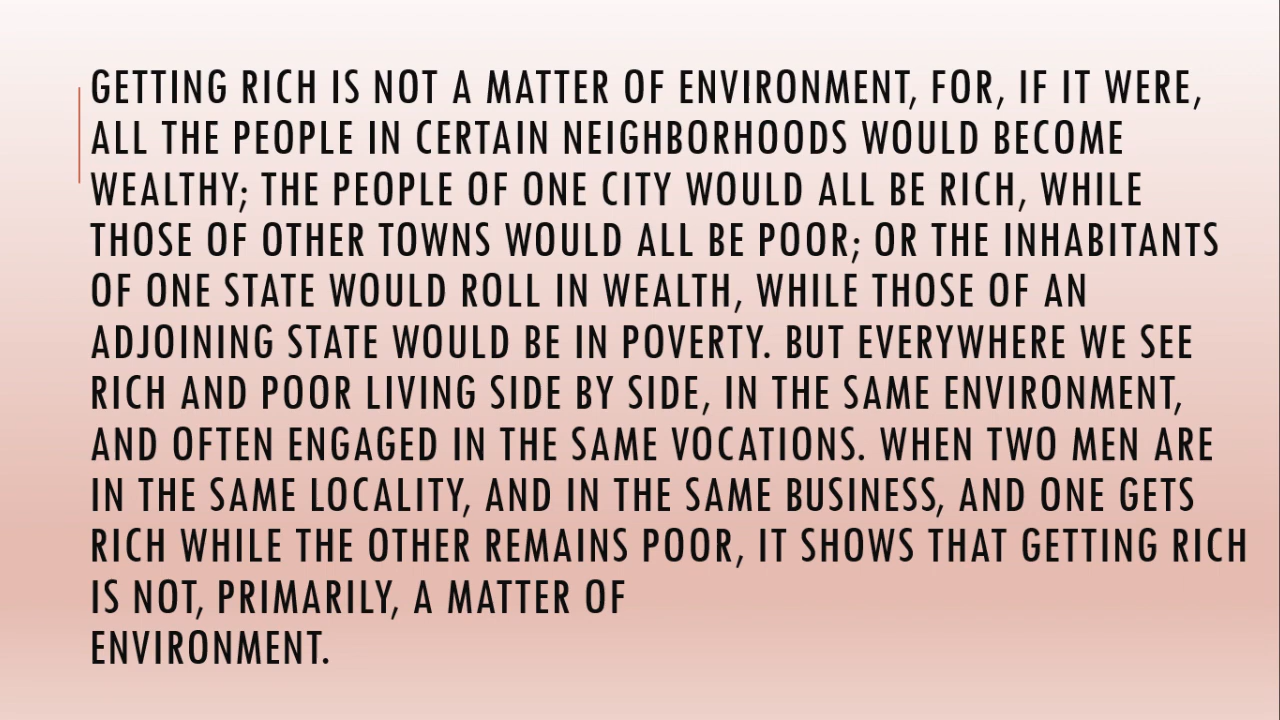 GETTING RICH IS NOT A MATTER OF ENVIRONMENT, FOR, IF IT WERE,
ALL THE PEOPLE IN CERTAIN NEIGHBORHOODS WOULD BECOME
WEALTHY; THE PEOPLE OF ONE CITY WOULD ALL BE RICH, WHILE
THOSE OF OTHER TOWNS WOULD ALL BE POOR; OR THE INHABITANTS
OF ONE STATE WOULD ROLL IN WEALTH, WHILE THOSE OF AN
ADJOINING STATE WOULD BE IN POVERTY. BUT EVERYWHERE WE SEE
RICH AND POOR LIVING SIDE BY SIDE, IN THE SAME ENVIRONMENT,
AND OFTEN ENGAGED IN THE SAME VOCATIONS. WHEN TWO MEN ARE
IN THE SAME LOCALITY, AND IN THE SAME BUSINESS, AND ONE GETS
RICH WHILE THE OTHER REMAINS POOR, IT SHOWS THAT GETTING RICH
IS NOT, PRIMARILY, A MATTER OF
ENVIRONMENT.